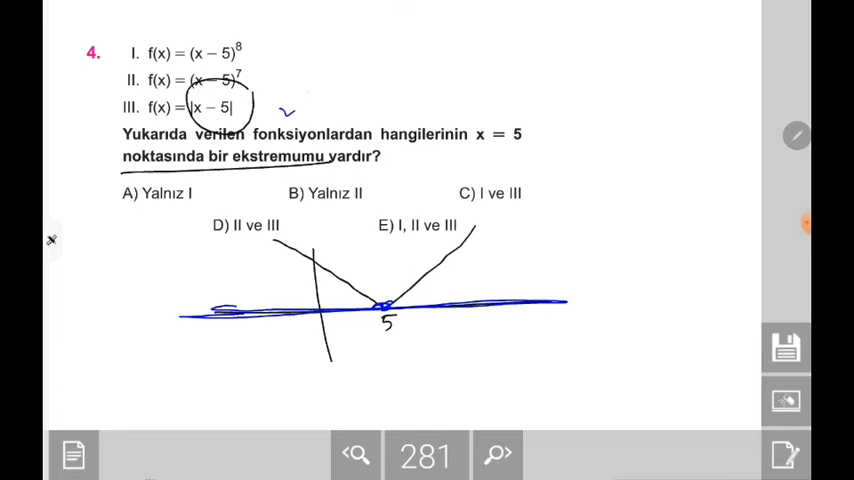 4. I. f(x) = (x – 5)⁸
II. f(x) = (x – 5)⁷
III. f(x) = |x – 5|
Yukarıda verilen fonksiyonlardan hangilerinin x = 5
noktasında bir ekstremumu vardır?
A) Yalnız I B) Yalnız II C) I ve III
D) II ve III E) I, II ve III
5
281